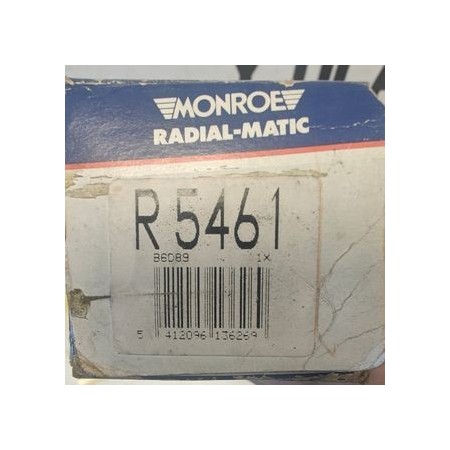 MONROE
RADIAL-MATIC
R 5461
B6D89 1X
5 412096 136269